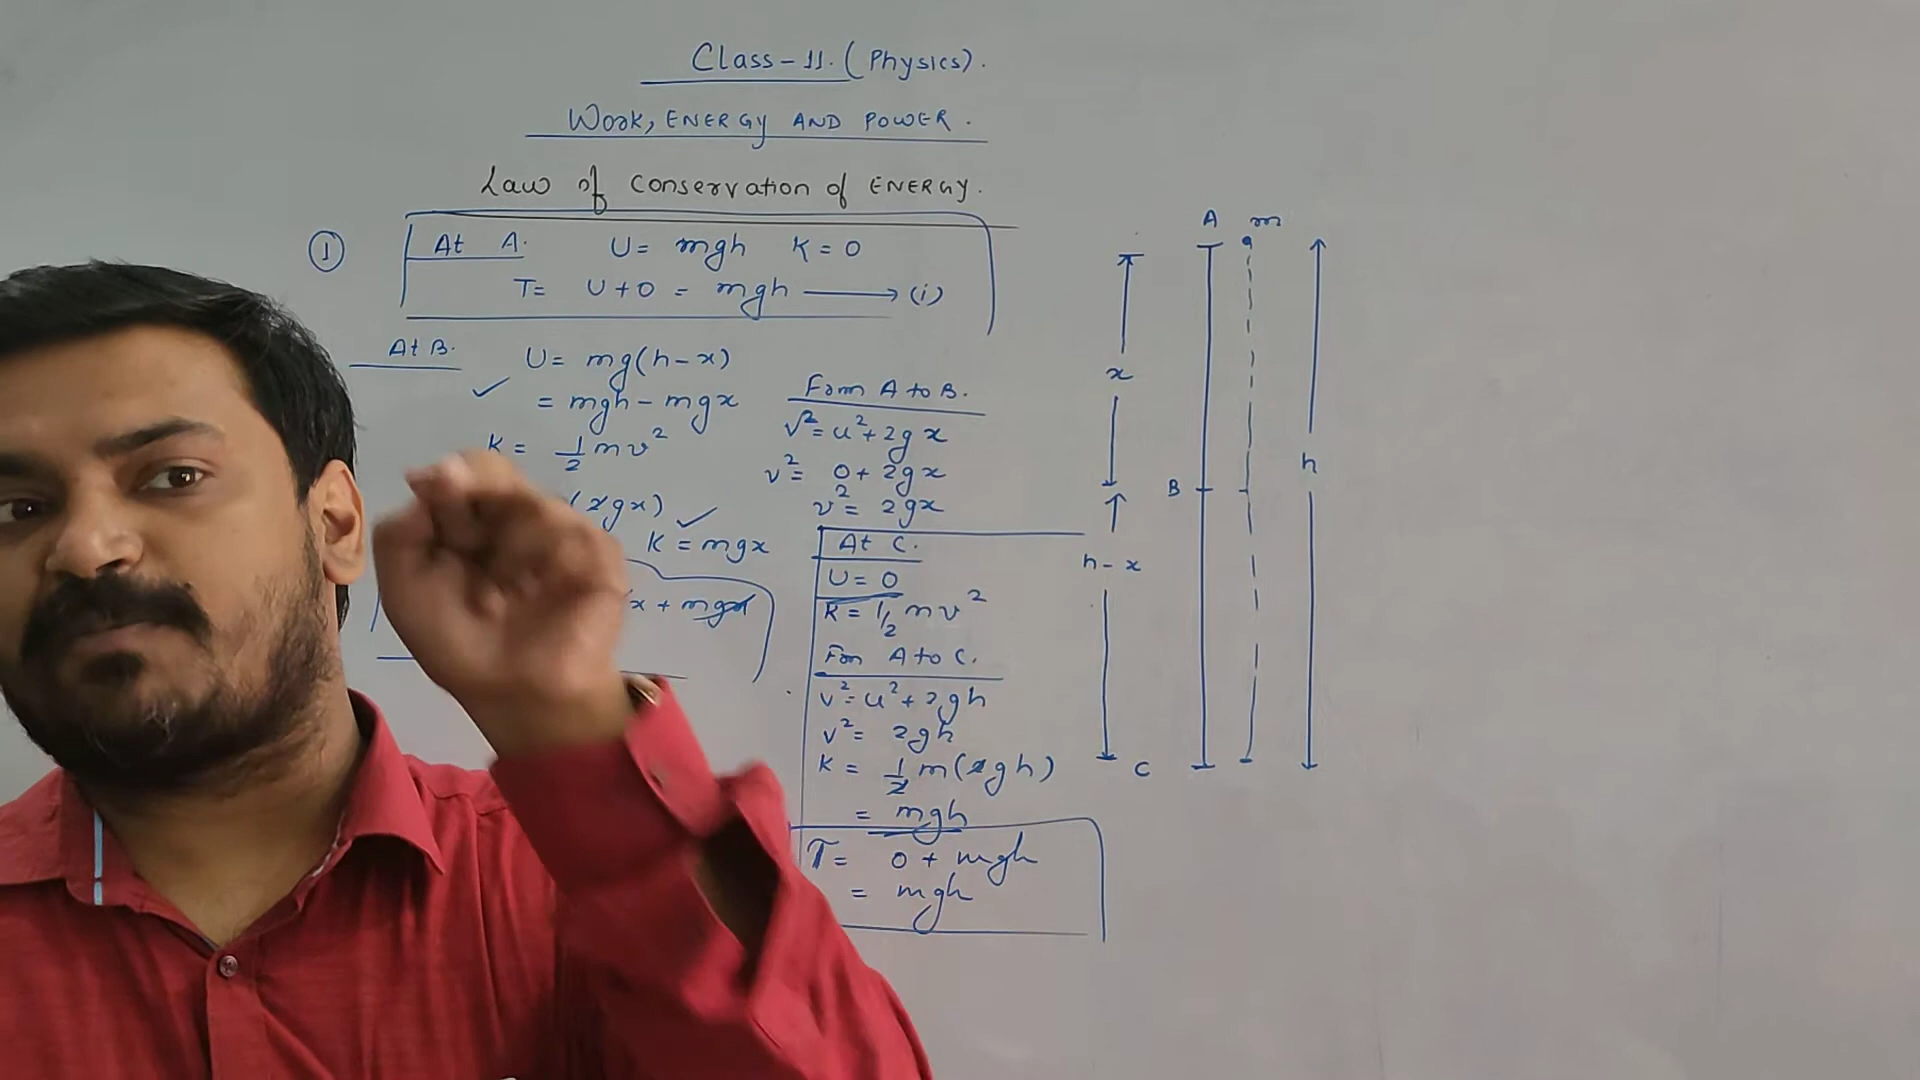 Class-11. (Physics).
Work, ENERGY AND POWER.
Law of conservation of ENERGY.
①
At A. U= mgh K=0
T= U+0 = mgh ⟶ (i)
At B. U= mg(h-x)
= mgh-mgx
K= 1/2 mv²
(2gx)
K=mgx
x + mgx
From A to B.
v²=u²+2gx
v²= 0+2gx
v²= 2gx
At C.
U=0
K= 1/2 mv²
From A to C.
v²=u²+2gh
v²= 2gh
K= 1/2 m(2gh)
= mgh
T= 0+mgh
= mgh
A m
x
B
h
h-x
C